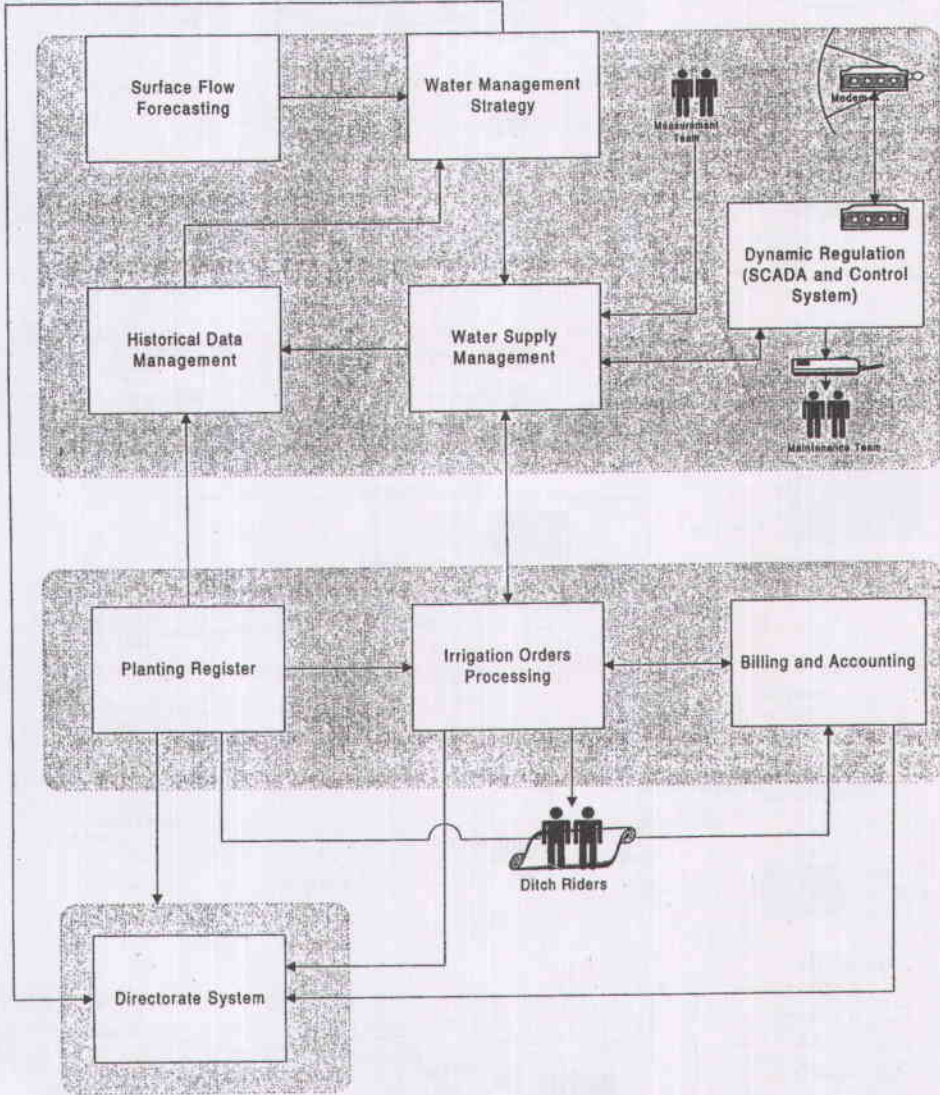 Surface Flow
Forecasting
Water Management
Strategy
Measurement
Team
Modem
Dynamic Regulation
(SCADA and Control
System)
Historical Data
Management
Water Supply
Management
Maintenance Team
Planting Register
Irrigation Orders
Processing
Billing and Accounting
Ditch Riders
Directorate System